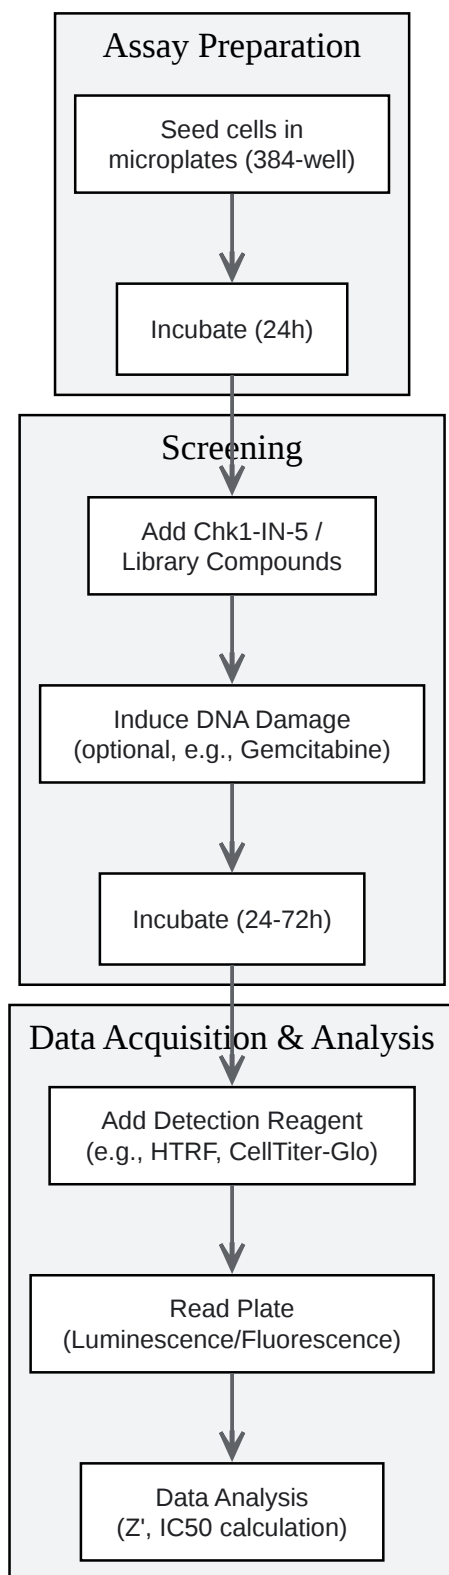 Assay Preparation
Seed cells in
microplates (384-well)
Incubate (24h)
Screening
Add Chk1-IN-5 /
Library Compounds
Induce DNA Damage
(optional, e.g., Gemcitabine)
Incubate (24-72h)
Data Acquisition & Analysis
Add Detection Reagent
(e.g., HTRF, CellTiter-Glo)
Read Plate
(Luminescence/Fluorescence)
Data Analysis
(Z', IC50 calculation)